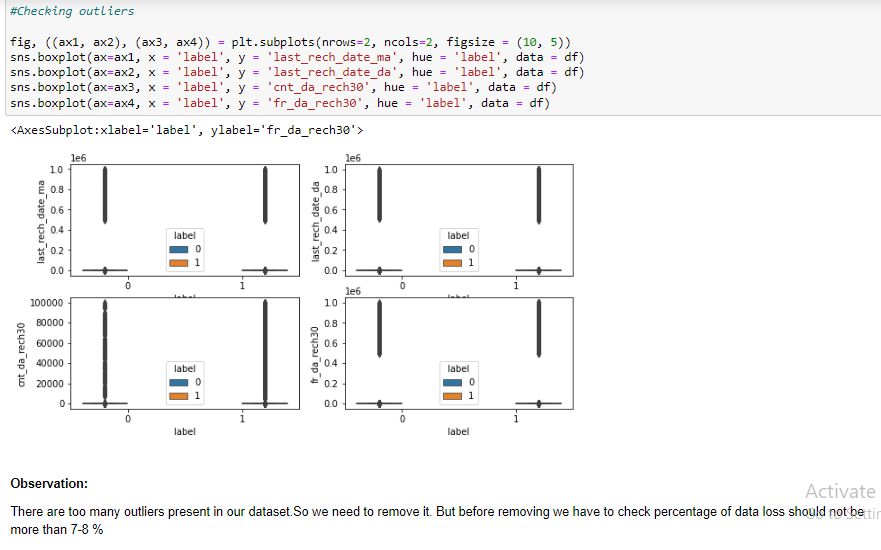 #Checking outliers
fig, ((ax1, ax2), (ax3, ax4)) = plt.subplots(nrows=2, ncols=2, figsize = (10, 5))
sns.boxplot(ax=ax1, x = 'label', y = 'last_rech_date_ma', hue = 'label', data = df)
sns.boxplot(ax=ax2, x = 'label', y = 'last_rech_date_da', hue = 'label', data = df)
sns.boxplot(ax=ax3, x = 'label', y = 'cnt_da_rech30', hue = 'label', data = df)
sns.boxplot(ax=ax4, x = 'label', y = 'fr_da_rech30', hue = 'label', data = df)
<AxesSubplot:xlabel='label', ylabel='fr_da_rech30'>
1e6
last_rech_date_ma
1.0
0.8
0.6
0.4
0.2
0.0
label
0
1
0 1
label
1e6
last_rech_date_da
1.0
0.8
0.6
0.4
0.2
0.0
label
0
1
0 1
label
cnt_da_rech30
100000
80000
60000
40000
20000
0
label
0
1
0 1
label
1e6
fr_da_rech30
1.0
0.8
0.6
0.4
0.2
0.0
label
0
1
0 1
label
Observation:
There are too many outliers present in our dataset.So we need to remove it. But before removing we have to check percentage of data loss should not be
more than 7-8 %
Activate
Go to Settin